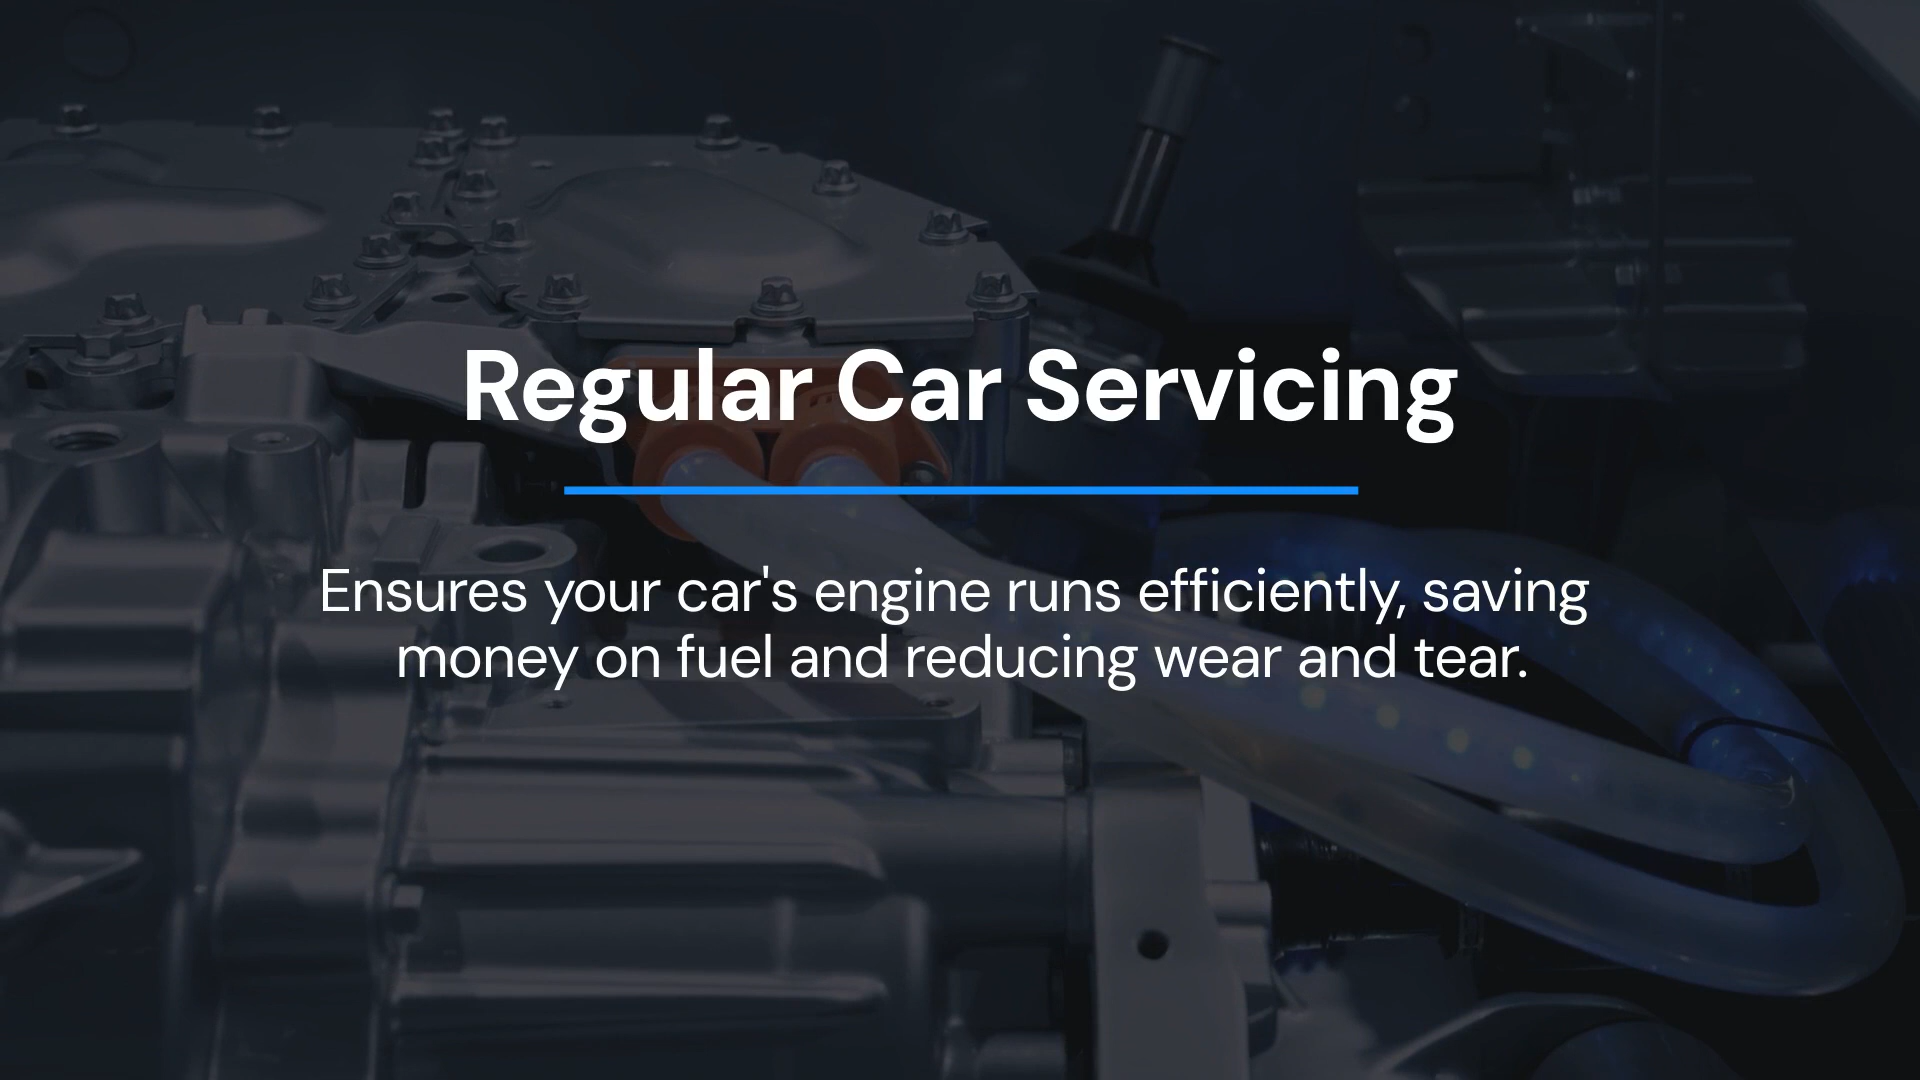 Regular Car Servicing
Ensures your car's engine runs efficiently, saving
money on fuel and reducing wear and tear.